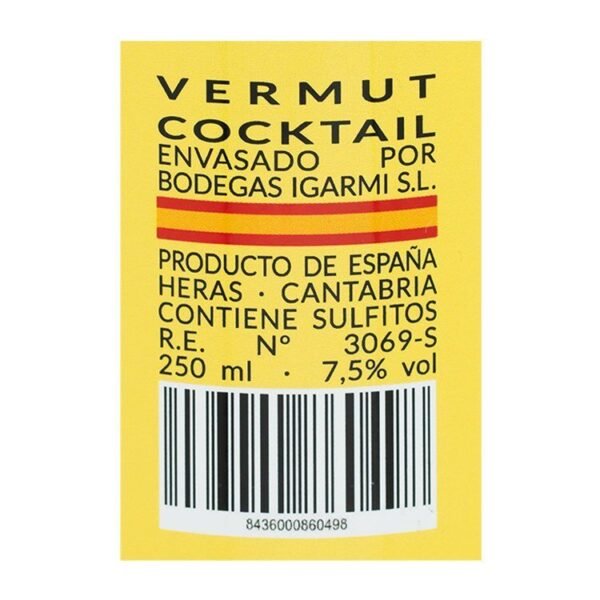 VERMUT
COCKTAIL
ENVASADO POR
BODEGAS IGARMI S.L.
PRODUCTO DE ESPAÑA
HERAS · CANTABRIA
CONTIENE SULFITOS
R.E. Nº 3069-S
250 ml · 7,5% vol
8436000860498